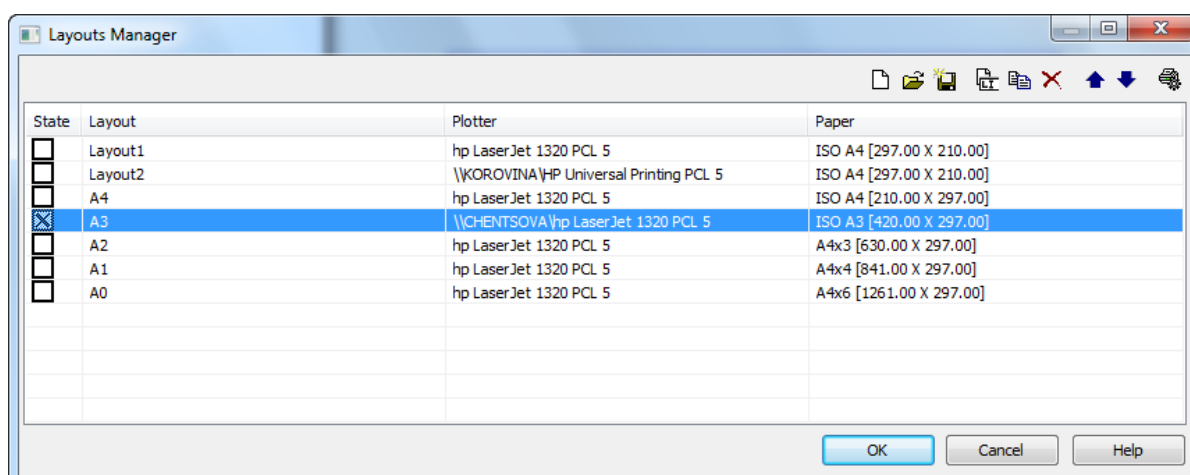 Layouts Manager
State Layout Plotter Paper
Layout1 hp LaserJet 1320 PCL 5 ISO A4 [297.00 X 210.00]
Layout2 \\KOROVINA\HP Universal Printing PCL 5 ISO A4 [297.00 X 210.00]
A4 hp LaserJet 1320 PCL 5 ISO A4 [210.00 X 297.00]
A3 \\CHENTSOVA\hp LaserJet 1320 PCL 5 ISO A3 [420.00 X 297.00]
A2 hp LaserJet 1320 PCL 5 A4x3 [630.00 X 297.00]
A1 hp LaserJet 1320 PCL 5 A4x4 [841.00 X 297.00]
A0 hp LaserJet 1320 PCL 5 A4x6 [1261.00 X 297.00]
OK Cancel Help